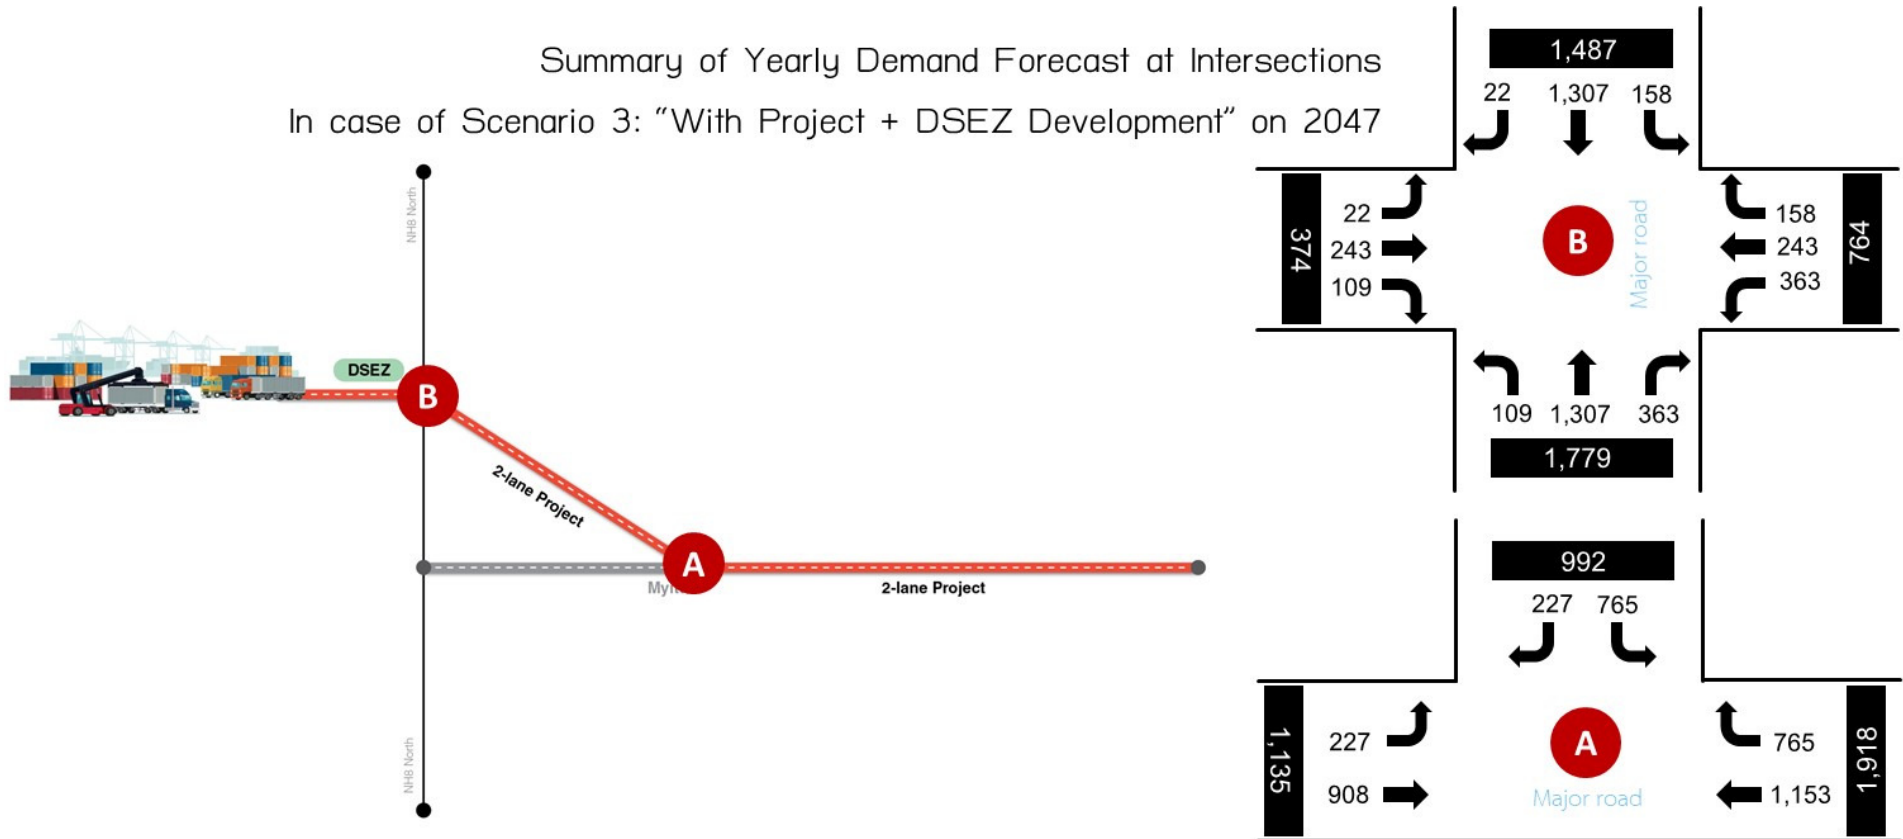 Summary of Yearly Demand Forecast at Intersections
In case of Scenario 3: "With Project + DSEZ Development" on 2047
NH8 North
DSEZ
B
2-lane Project
A
2-lane Project
NH8 North
1,487
22 1,307 158
374
22
243
109
B
Major road
158
243
363
764
109 1,307 363
1,779
992
227 765
1,135
227
908
A
Major road
765
1,153
1,918